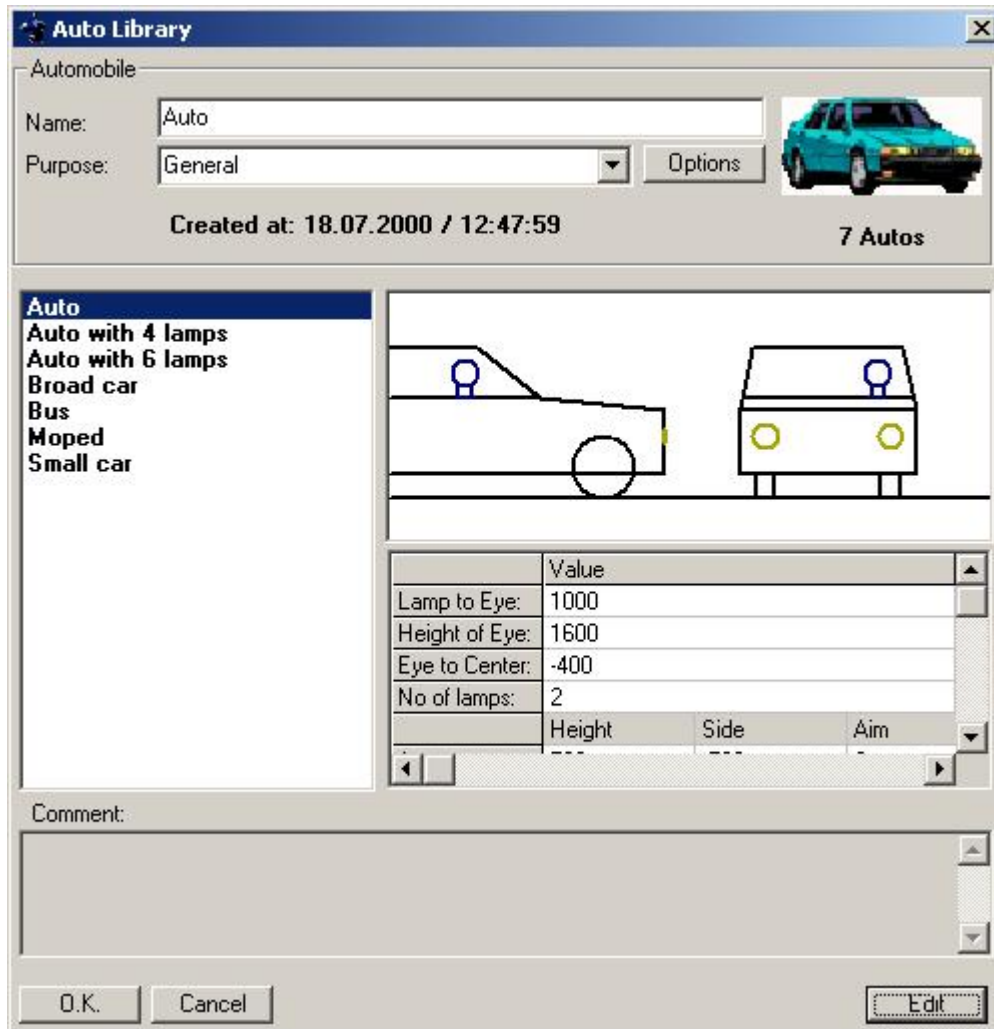 Auto Library
Automobile
Name: Auto
Purpose: General Options
Created at: 18.07.2000 / 12:47:59
7 Autos
Auto
Auto with 4 lamps
Auto with 6 lamps
Broad car
Bus
Moped
Small car
Value
Lamp to Eye: 1000
Height of Eye: 1600
Eye to Center: -400
No of lamps: 2
Height Side Aim
Comment:
O.K. Cancel Edit